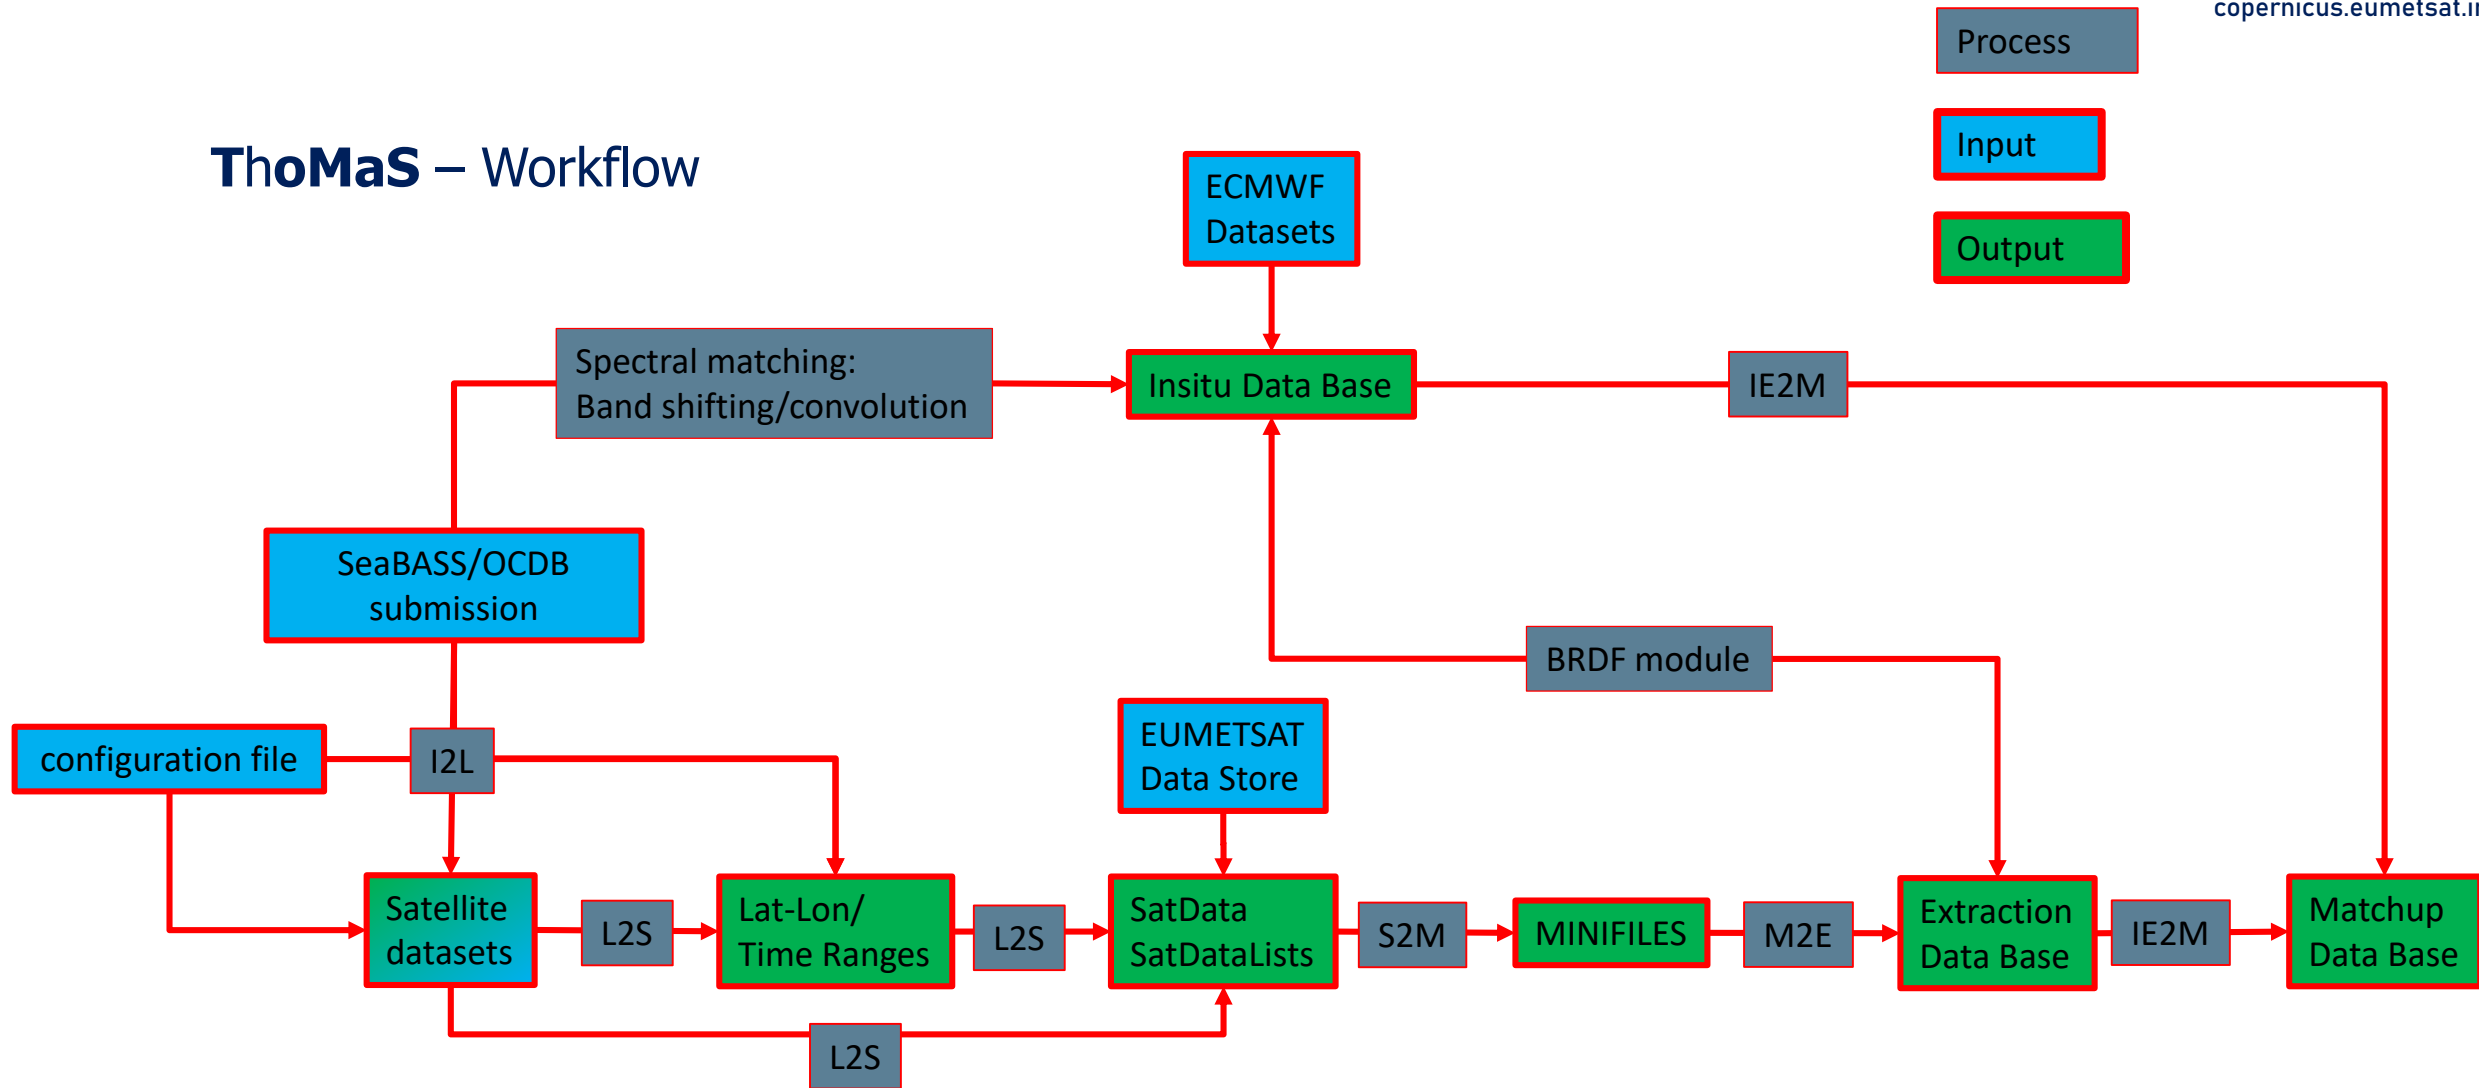 copernicus.eumetsat.in
Process
Input
Output
ThoMaS – Workflow
ECMWF
Datasets
Spectral matching:
Band shifting/convolution
Insitu Data Base
IE2M
SeaBASS/OCDB
submission
BRDF module
configuration file
I2L
EUMETSAT
Data Store
Satellite
datasets
L2S
Lat-Lon/
Time Ranges
L2S
SatData
SatDataLists
S2M
MINIFILES
M2E
Extraction
Data Base
IE2M
Matchup
Data Base
L2S